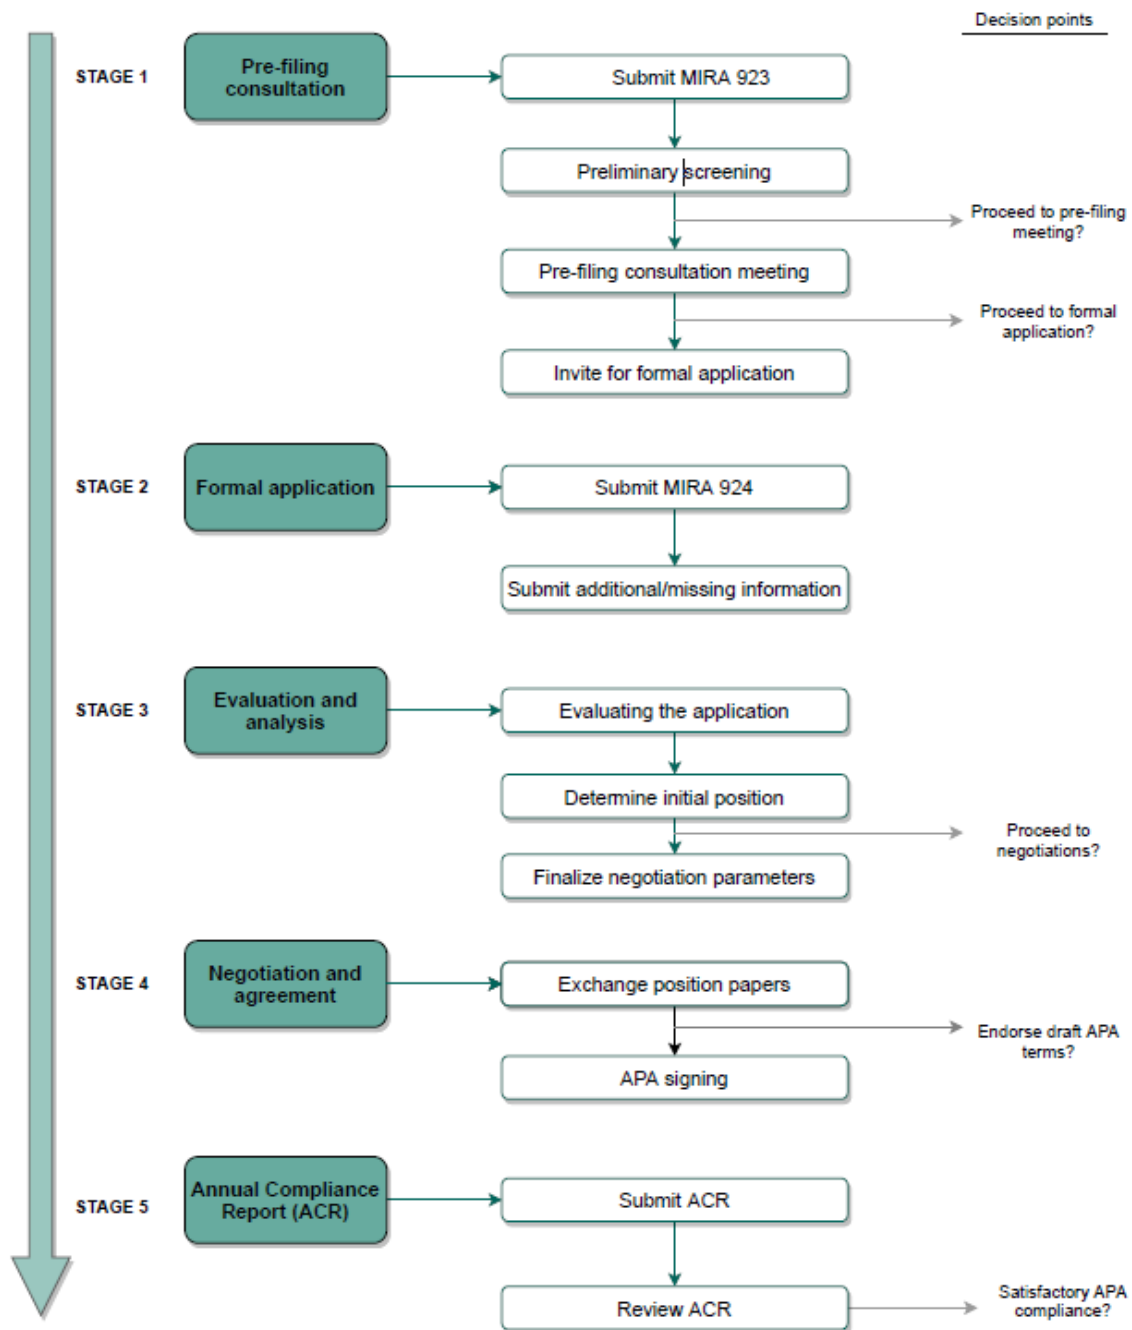 Decision points
STAGE 1
Pre-filing
consultation
Submit MIRA 923
Preliminary screening
Proceed to pre-filing
meeting?
Pre-filing consultation meeting
Proceed to formal
application?
Invite for formal application
STAGE 2
Formal application
Submit MIRA 924
Submit additional/missing information
STAGE 3
Evaluation and
analysis
Evaluating the application
Determine initial position
Proceed to
negotiations?
Finalize negotiation parameters
STAGE 4
Negotiation and
agreement
Exchange position papers
Endorse draft APA
terms?
APA signing
STAGE 5
Annual Compliance
Report (ACR)
Submit ACR
Review ACR
Satisfactory APA
compliance?